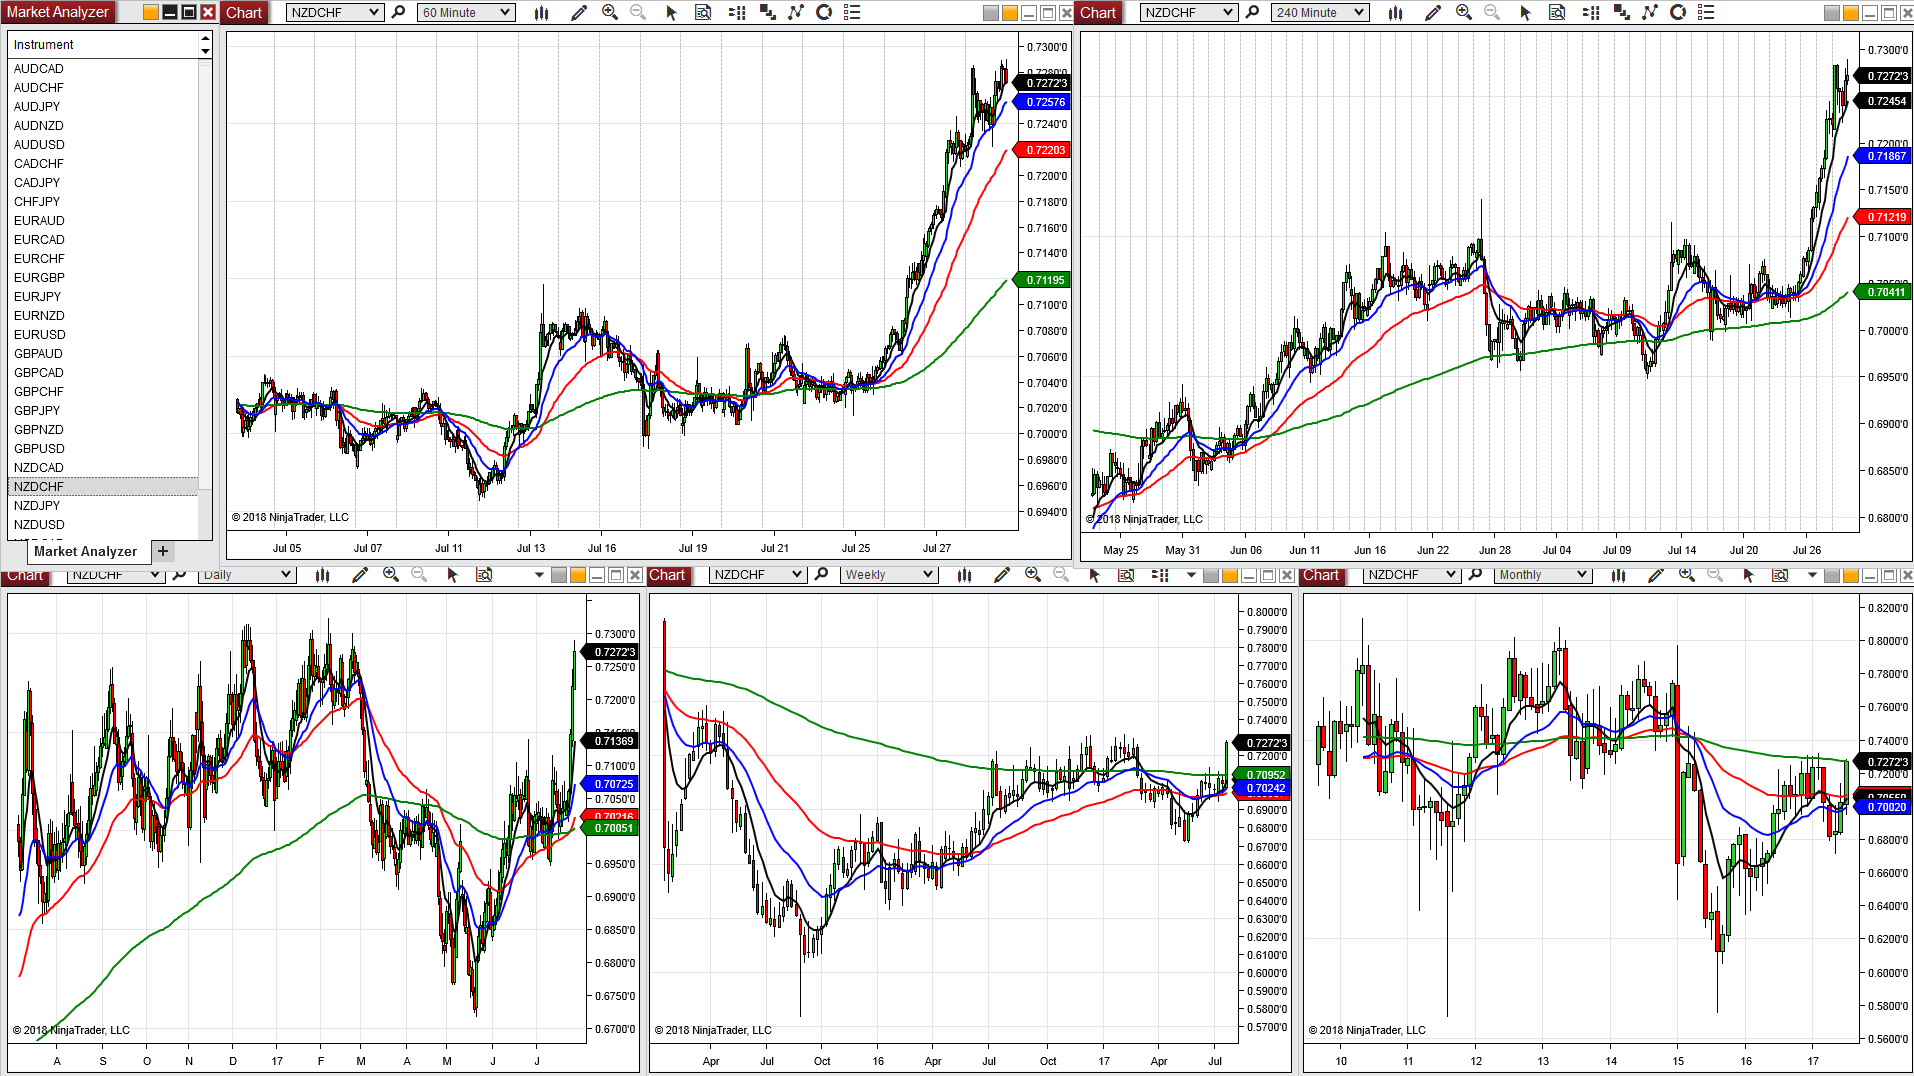 Market Analyzer
Instrument
AUDCAD
AUDCHF
AUDJPY
AUDNZD
AUDUSD
CADCHF
CADJPY
CHFJPY
EURAUD
EURCAD
EURCHF
EURGBP
EURJPY
EURNZD
EURUSD
GBPAUD
GBPCAD
GBPCHF
GBPJPY
GBPNZD
GBPUSD
NZDCAD
NZDCHF
NZDJPY
NZDUSD
Market Analyzer +
Chart NZDCHF 60 Minute
0.7300'0
0.7272'3
0.72576
0.7240'0
0.72203
0.7200'0
0.7180'0
0.7160'0
0.7140'0
0.71195
0.7100'0
0.7080'0
0.7060'0
0.7040'0
0.7020'0
0.7000'0
0.6980'0
0.6960'0
0.6940'0
© 2018 NinjaTrader, LLC
Jul 05 Jul 07 Jul 11 Jul 13 Jul 16 Jul 19 Jul 21 Jul 25 Jul 27
Chart NZDCHF 240 Minute
0.7300'0
0.7272'3
0.72454
0.7200'0
0.71867
0.7150'0
0.71219
0.7100'0
0.70411
0.7000'0
0.6950'0
0.6900'0
0.6850'0
0.6800'0
© 2018 NinjaTrader, LLC
May 25 May 31 Jun 06 Jun 11 Jun 16 Jun 22 Jun 28 Jul 04 Jul 09 Jul 14 Jul 20 Jul 26
Chart NZDCHF Daily
0.7300'0
0.7272'3
0.7250'0
0.7200'0
0.71369
0.7100'0
0.70725
0.7050'0
0.70216
0.70051
0.6950'0
0.6900'0
0.6850'0
0.6800'0
0.6750'0
0.6700'0
© 2018 NinjaTrader, LLC
A S O N D 17 F M A M J J
Chart NZDCHF Weekly
0.8000'0
0.7900'0
0.7800'0
0.7700'0
0.7600'0
0.7500'0
0.7400'0
0.7272'3
0.7200'0
0.70952
0.70242
0.6900'0
0.6800'0
0.6700'0
0.6600'0
0.6500'0
0.6400'0
0.6300'0
0.6200'0
0.6100'0
0.6000'0
0.5900'0
0.5800'0
0.5700'0
© 2018 NinjaTrader, LLC
Apr Jul Oct 16 Apr Jul Oct 17 Apr Jul
Chart NZDCHF Monthly
0.8200'0
0.8000'0
0.7800'0
0.7600'0
0.7400'0
0.7272'3
0.7200'0
0.70020
0.6800'0
0.6600'0
0.6400'0
0.6200'0
0.6000'0
0.5800'0
0.5600'0
© 2018 NinjaTrader, LLC
10 11 12 13 14 15 16 17